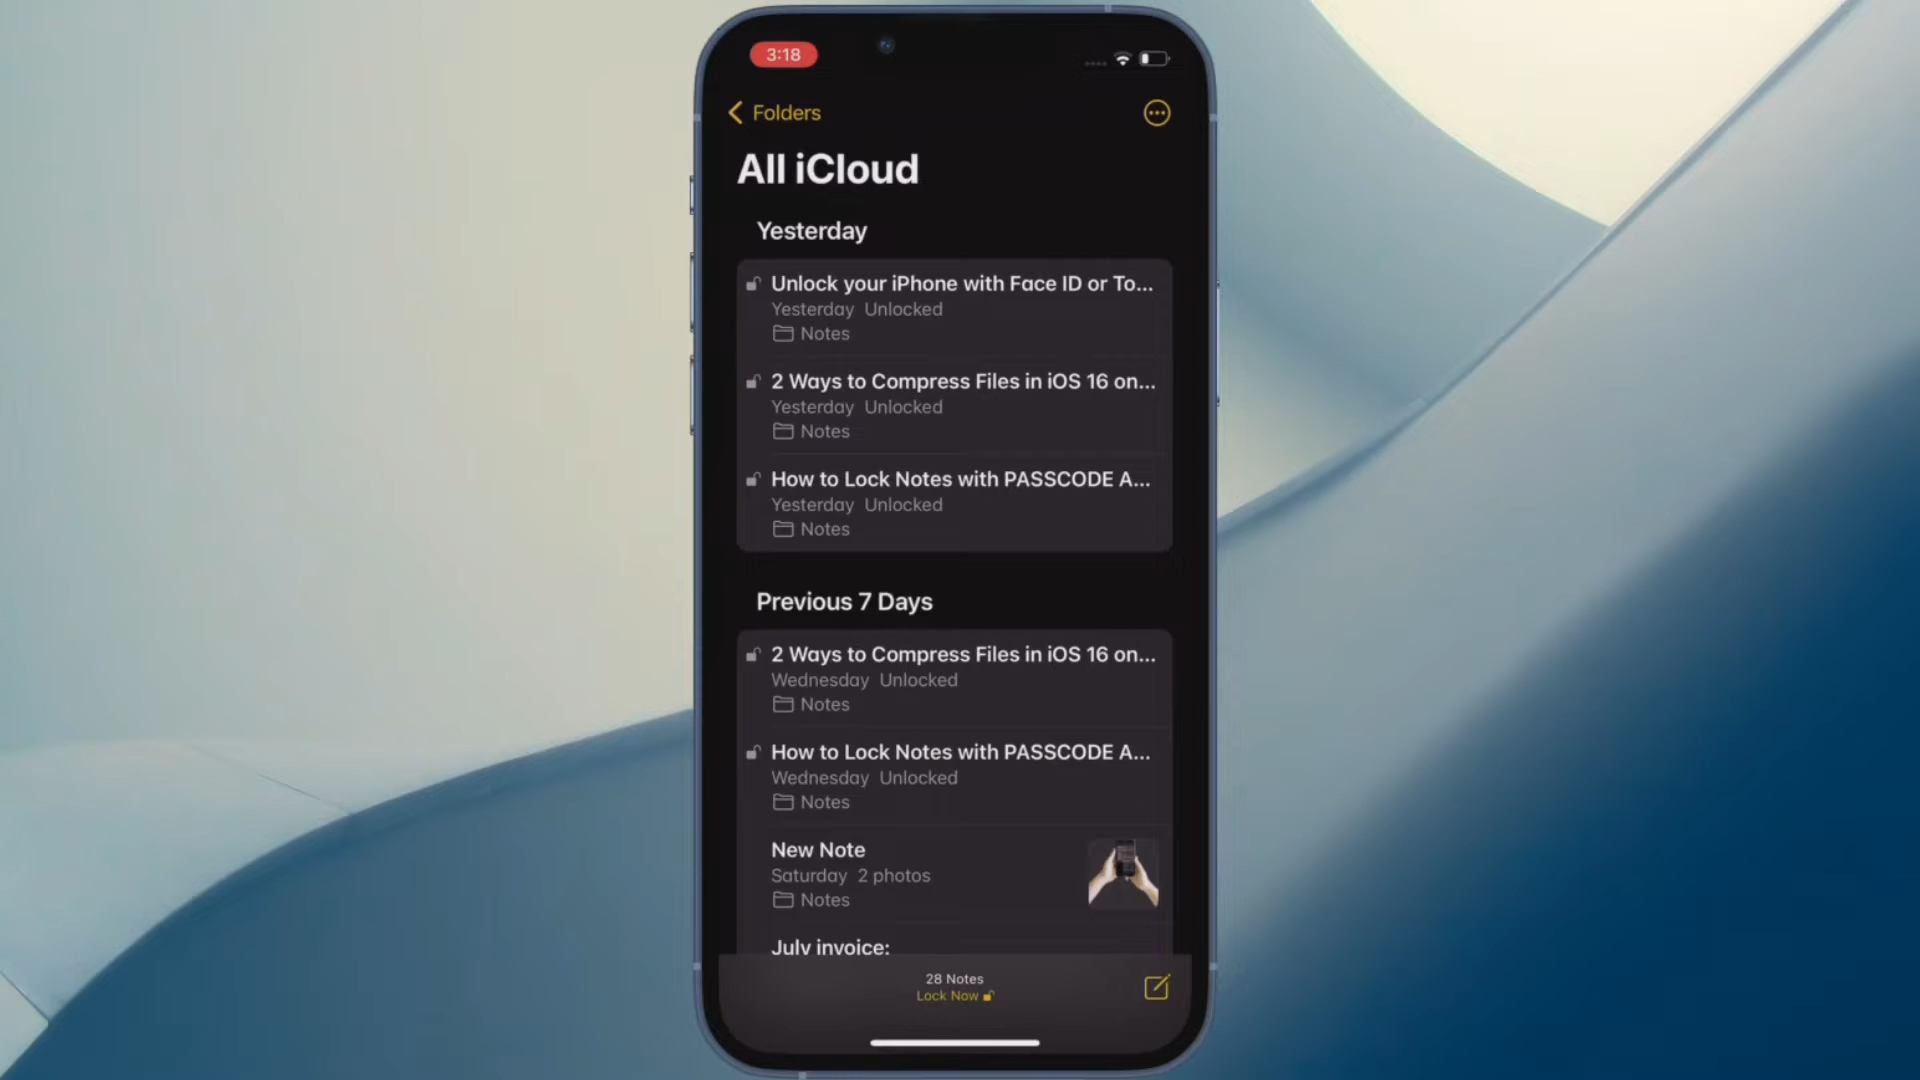 3:18
Folders
All iCloud
Yesterday
Unlock your iPhone with Face ID or To...
Yesterday Unlocked
Notes
2 Ways to Compress Files in iOS 16 on...
Yesterday Unlocked
Notes
How to Lock Notes with PASSCODE A...
Yesterday Unlocked
Notes
Previous 7 Days
2 Ways to Compress Files in iOS 16 on...
Wednesday Unlocked
Notes
How to Lock Notes with PASSCODE A...
Wednesday Unlocked
Notes
New Note
Saturday 2 photos
Notes
July invoice:
28 Notes
Lock Now